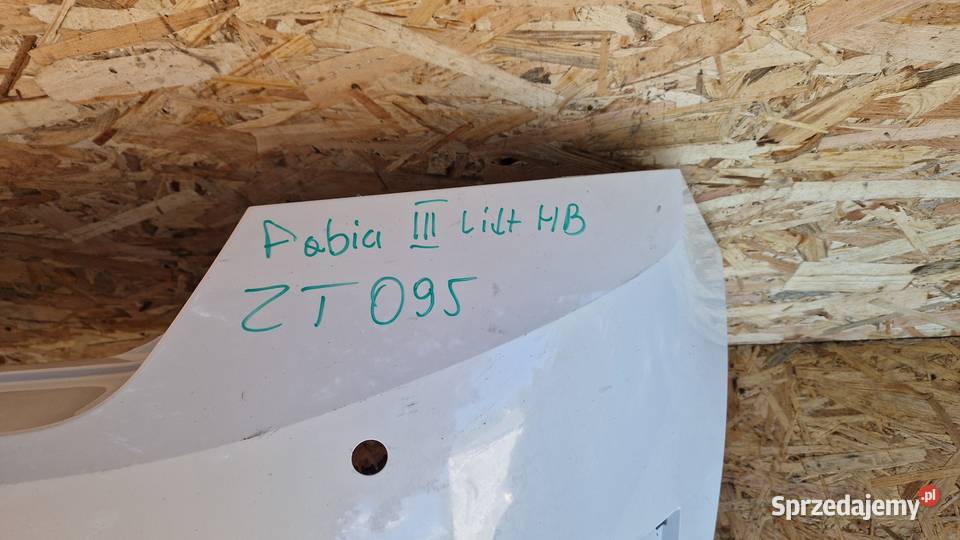 Fabia III Lift HB
ZT 095
Sprzedajemy.pl